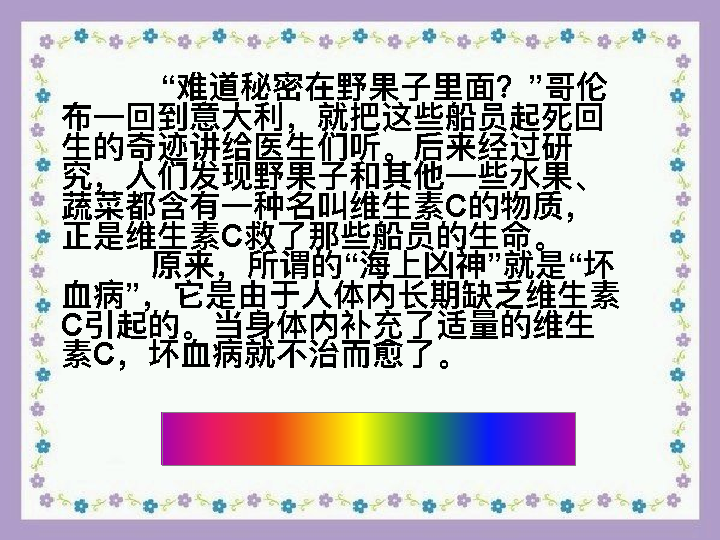 “难道秘密在野果子里面？”哥伦
布一回到意大利，就把这些船员起死回
生的奇迹讲给医生们听。后来经过研
究，人们发现野果子和其他一些水果、
蔬菜都含有一种名叫维生素C的物质，
正是维生素C救了那些船员的生命。
原来，所谓的“海上凶神”就是“坏
血病”，它是由于人体内长期缺乏维生素
C引起的。当身体内补充了适量的维生
素C，坏血病就不治而愈了。